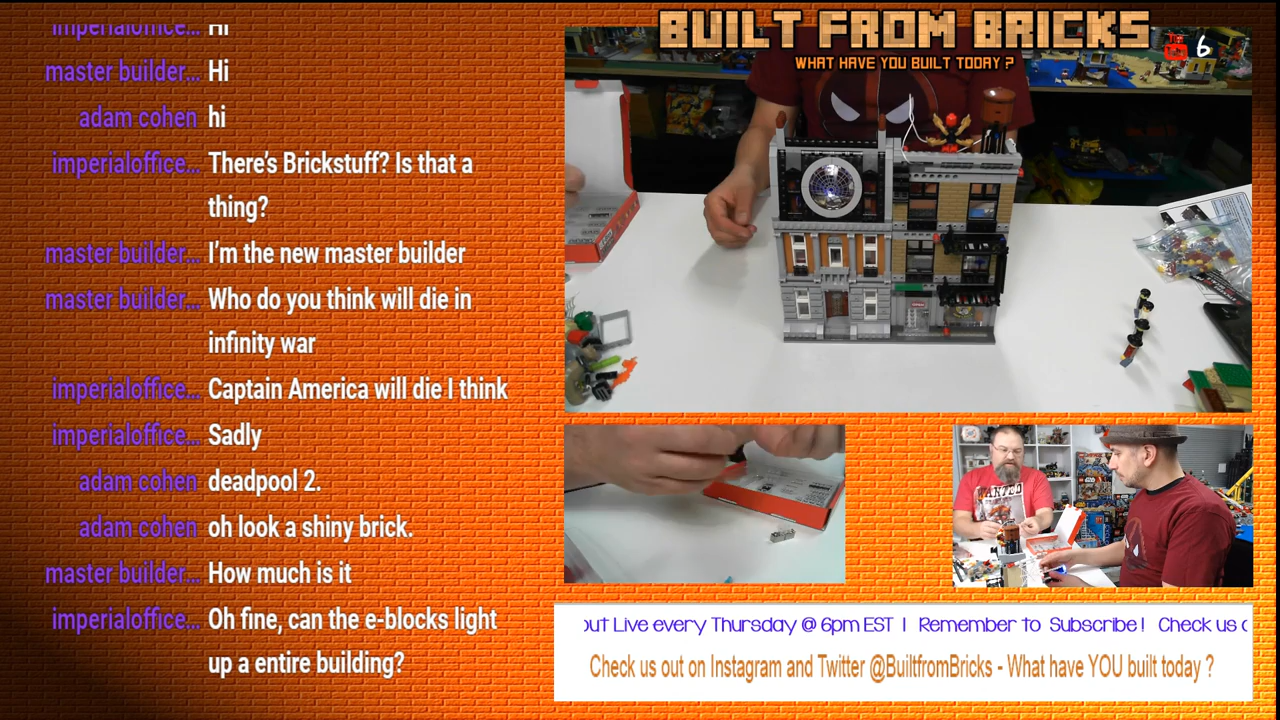 imperialoffice... Hi
master builder... Hi
adam cohen hi
imperialoffice... There's Brickstuff? Is that a
thing?
master builder... I'm the new master builder
master builder... Who do you think will die in
infinity war
imperialoffice... Captain America will die I think
imperialoffice... Sadly
adam cohen deadpool 2.
adam cohen oh look a shiny brick.
master builder... How much is it
imperialoffice... Oh fine, can the e-blocks light
up a entire building?
BUILT FROM BRICKS
WHAT HAVE YOU BUILT TODAY ?
6
OPEN
WANTED
out Live every Thursday @ 6pm EST | Remember to Subscribe! Check us
Check us out on Instagram and Twitter @BuiltfromBricks - What have YOU built today ?